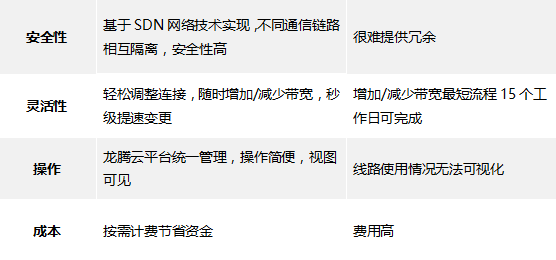 安全性
基于 SDN 网络技术实现,不同通信链路
相互隔离，安全性高
很难提供冗余
灵活性
轻松调整连接，随时增加/减少带宽，秒
级提速变更
增加/减少带宽最短流程 15 个工
作日可完成
操作
龙腾云平台统一管理，操作简便，视图
可见
线路使用情况无法可视化
成本
按需计费节省资金
费用高